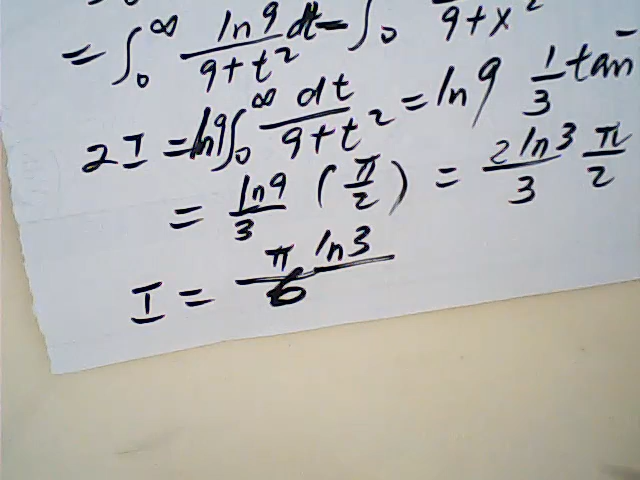 = ∫₀^∞ ln9/(9+t²) dt - ∫₀ /(9+x²)
2I = ln9 ∫₀^∞ dt/(9+t²) = ln9 1/3 tan⁻
= ln9/3 (π/2) = 2ln3/3 π/2
I = π ln3/6